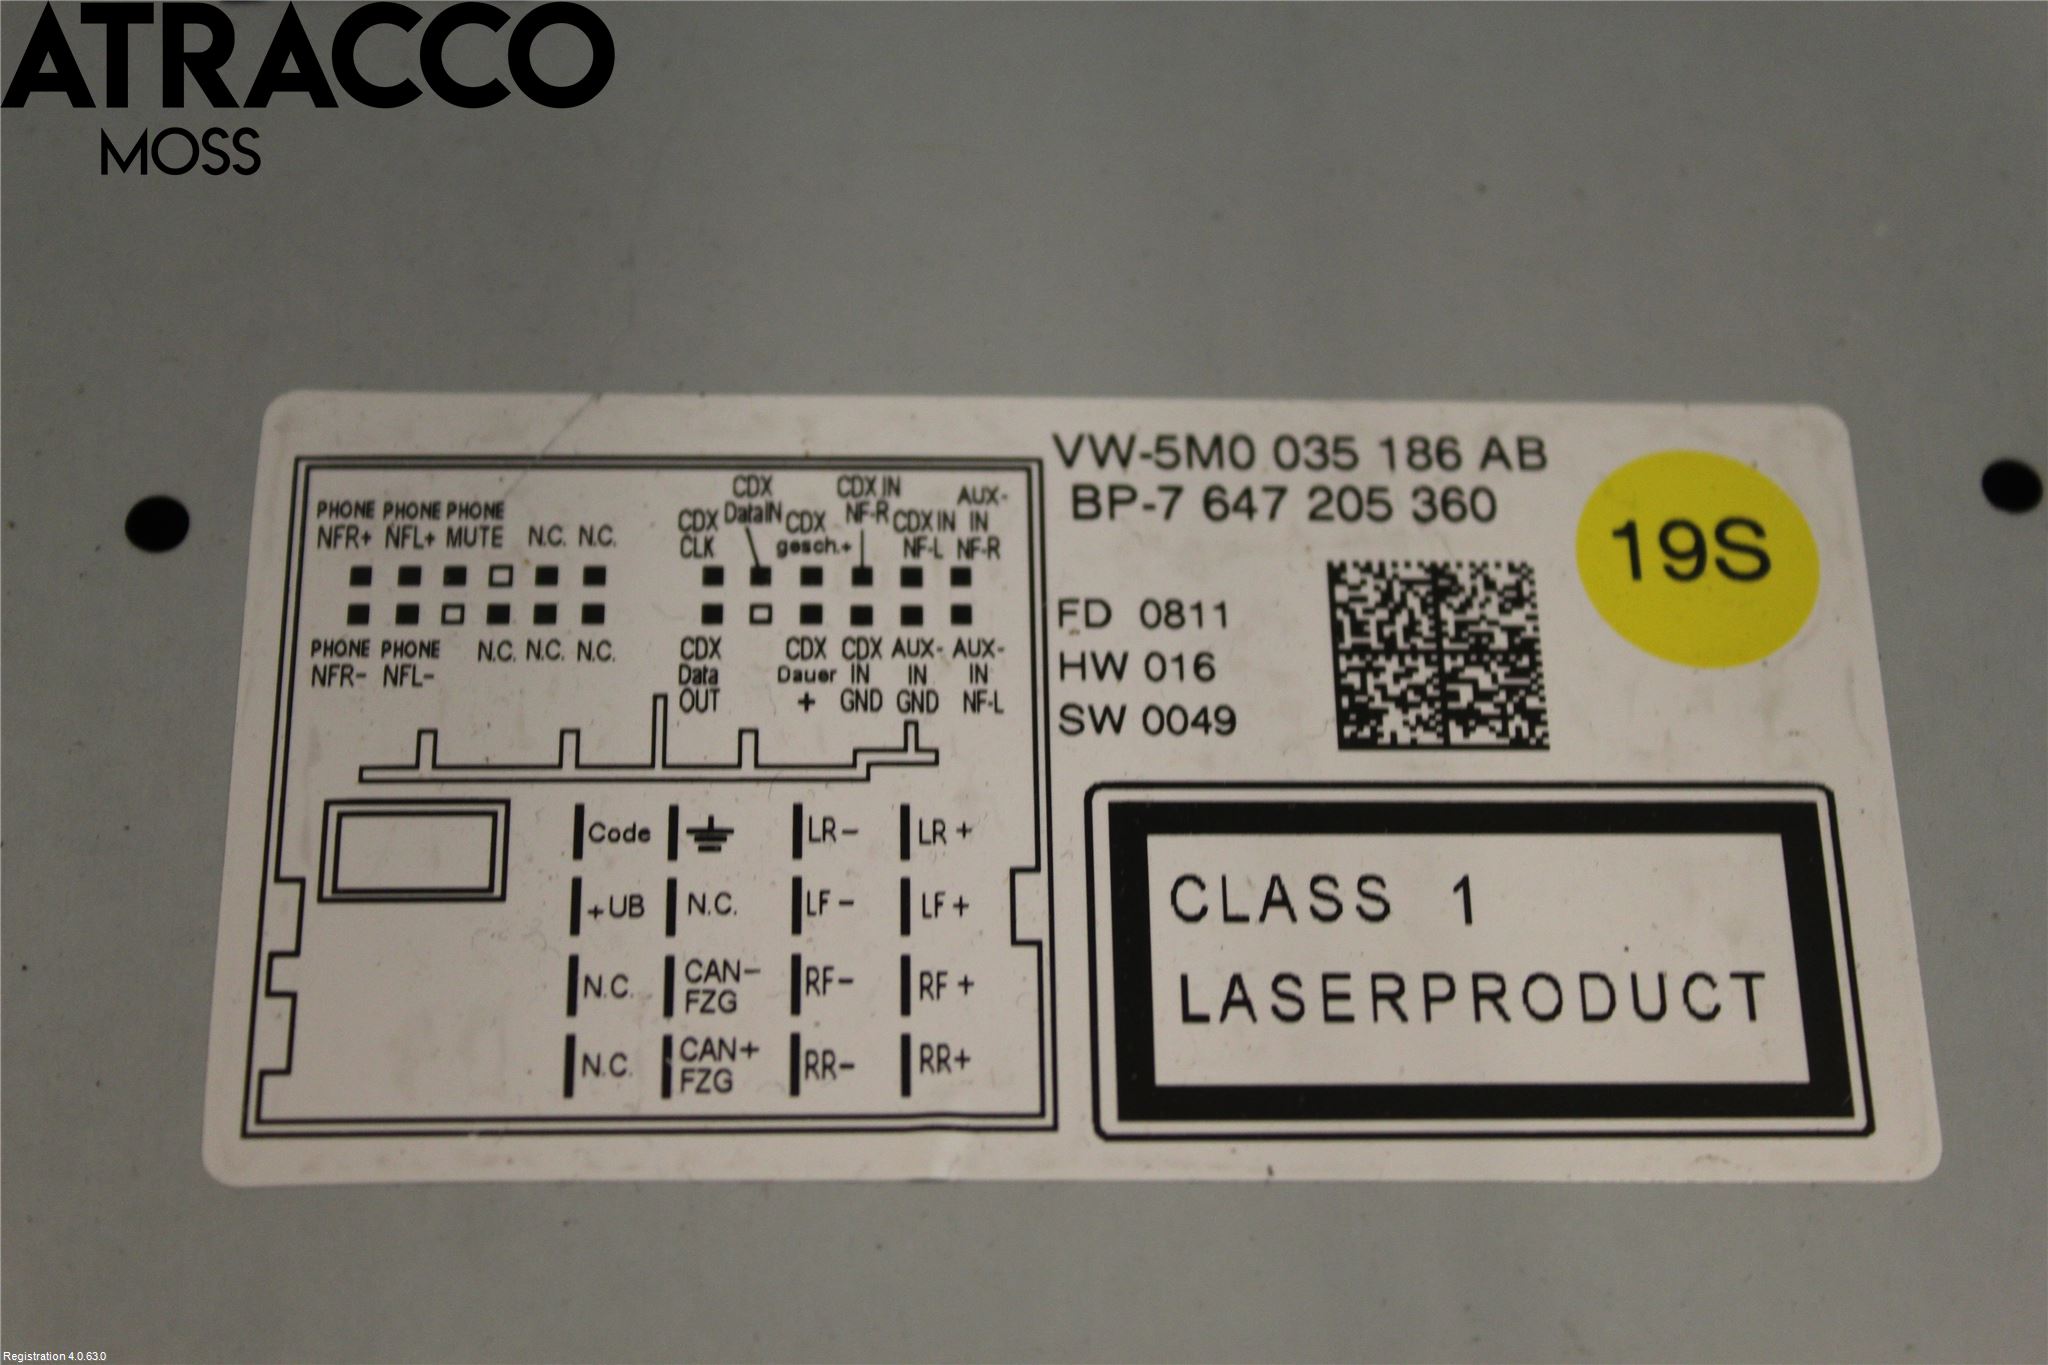 ATRACCO
MOSS
VW-5M0 035 186 AB
BP-7 647 205 360
19S
FD 0811
HW 016
SW 0049
CLASS 1
LASERPRODUCT
PHONE PHONE PHONE
NFR+ NFL+ MUTE N.C. N.C.
PHONE PHONE
NFR- NFL- N.C. N.C. N.C.
CDX CLK
CDX DataIN
CDX gesch.+
CDX IN NF-R
CDX IN NF-L
AUX-IN NF-R
CDX Data OUT
CDX Dauer +
CDX IN GND
AUX-IN GND
AUX-IN NF-L
Code LR- LR+
+UB N.C. LF- LF+
N.C. CAN- FZG RF- RF+
N.C. CAN+ FZG RR- RR+
Registration 4.0.63.0